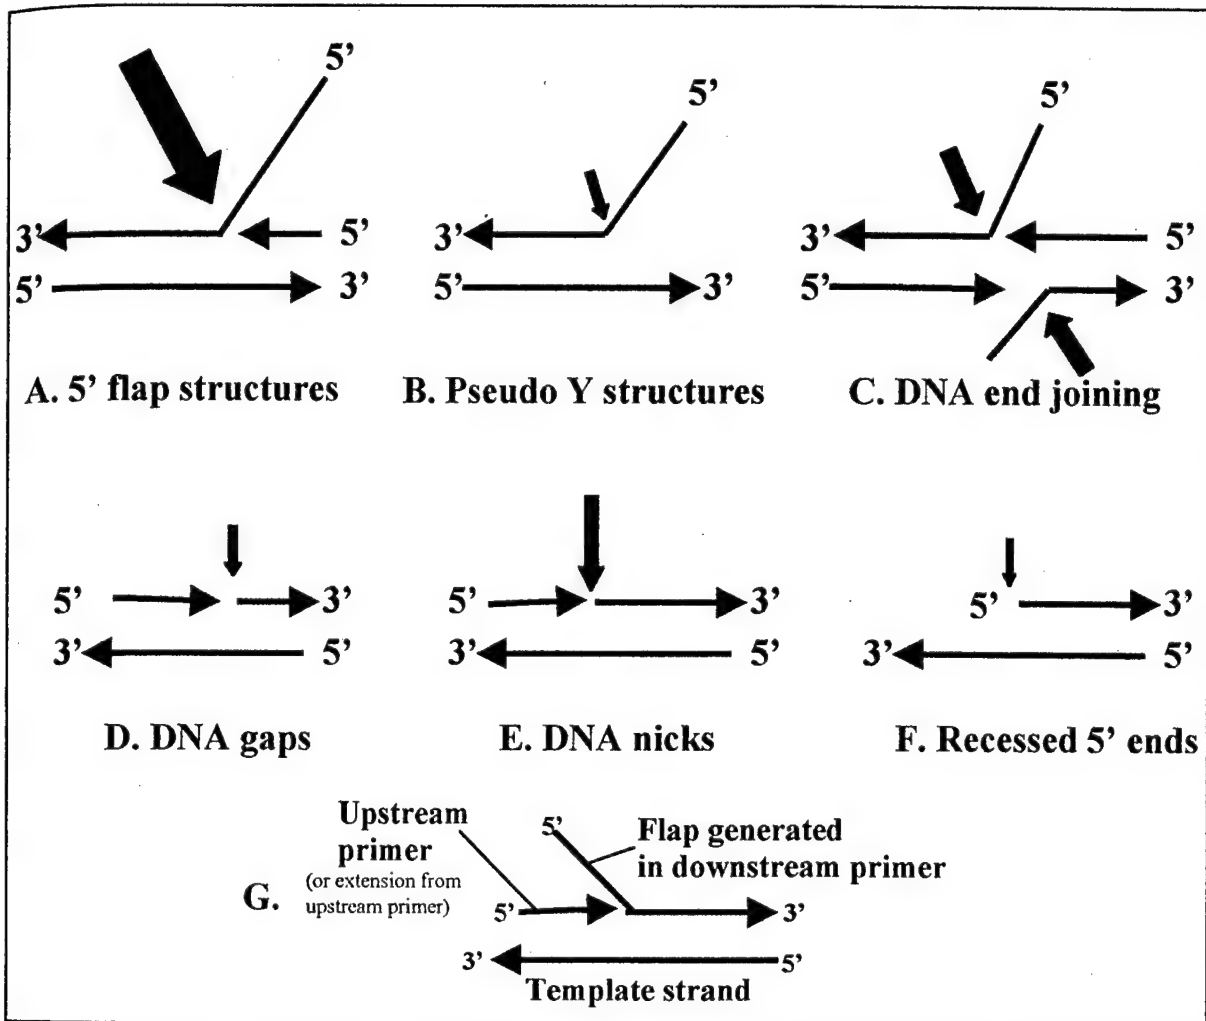 5'
3'
5'
5'
3'
A. 5' flap structures
5'
3'
5'
3'
B. Pseudo Y structures
5'
3'
5'
5'
3'
C. DNA end joining
5'
3'
3'
5'
D. DNA gaps
5'
3'
3'
5'
E. DNA nicks
5'
3'
3'
5'
F. Recessed 5' ends
G.
Upstream
primer
(or extension from
upstream primer)
5'
Flap generated
in downstream primer
5'
3'
3'
5'
Template strand